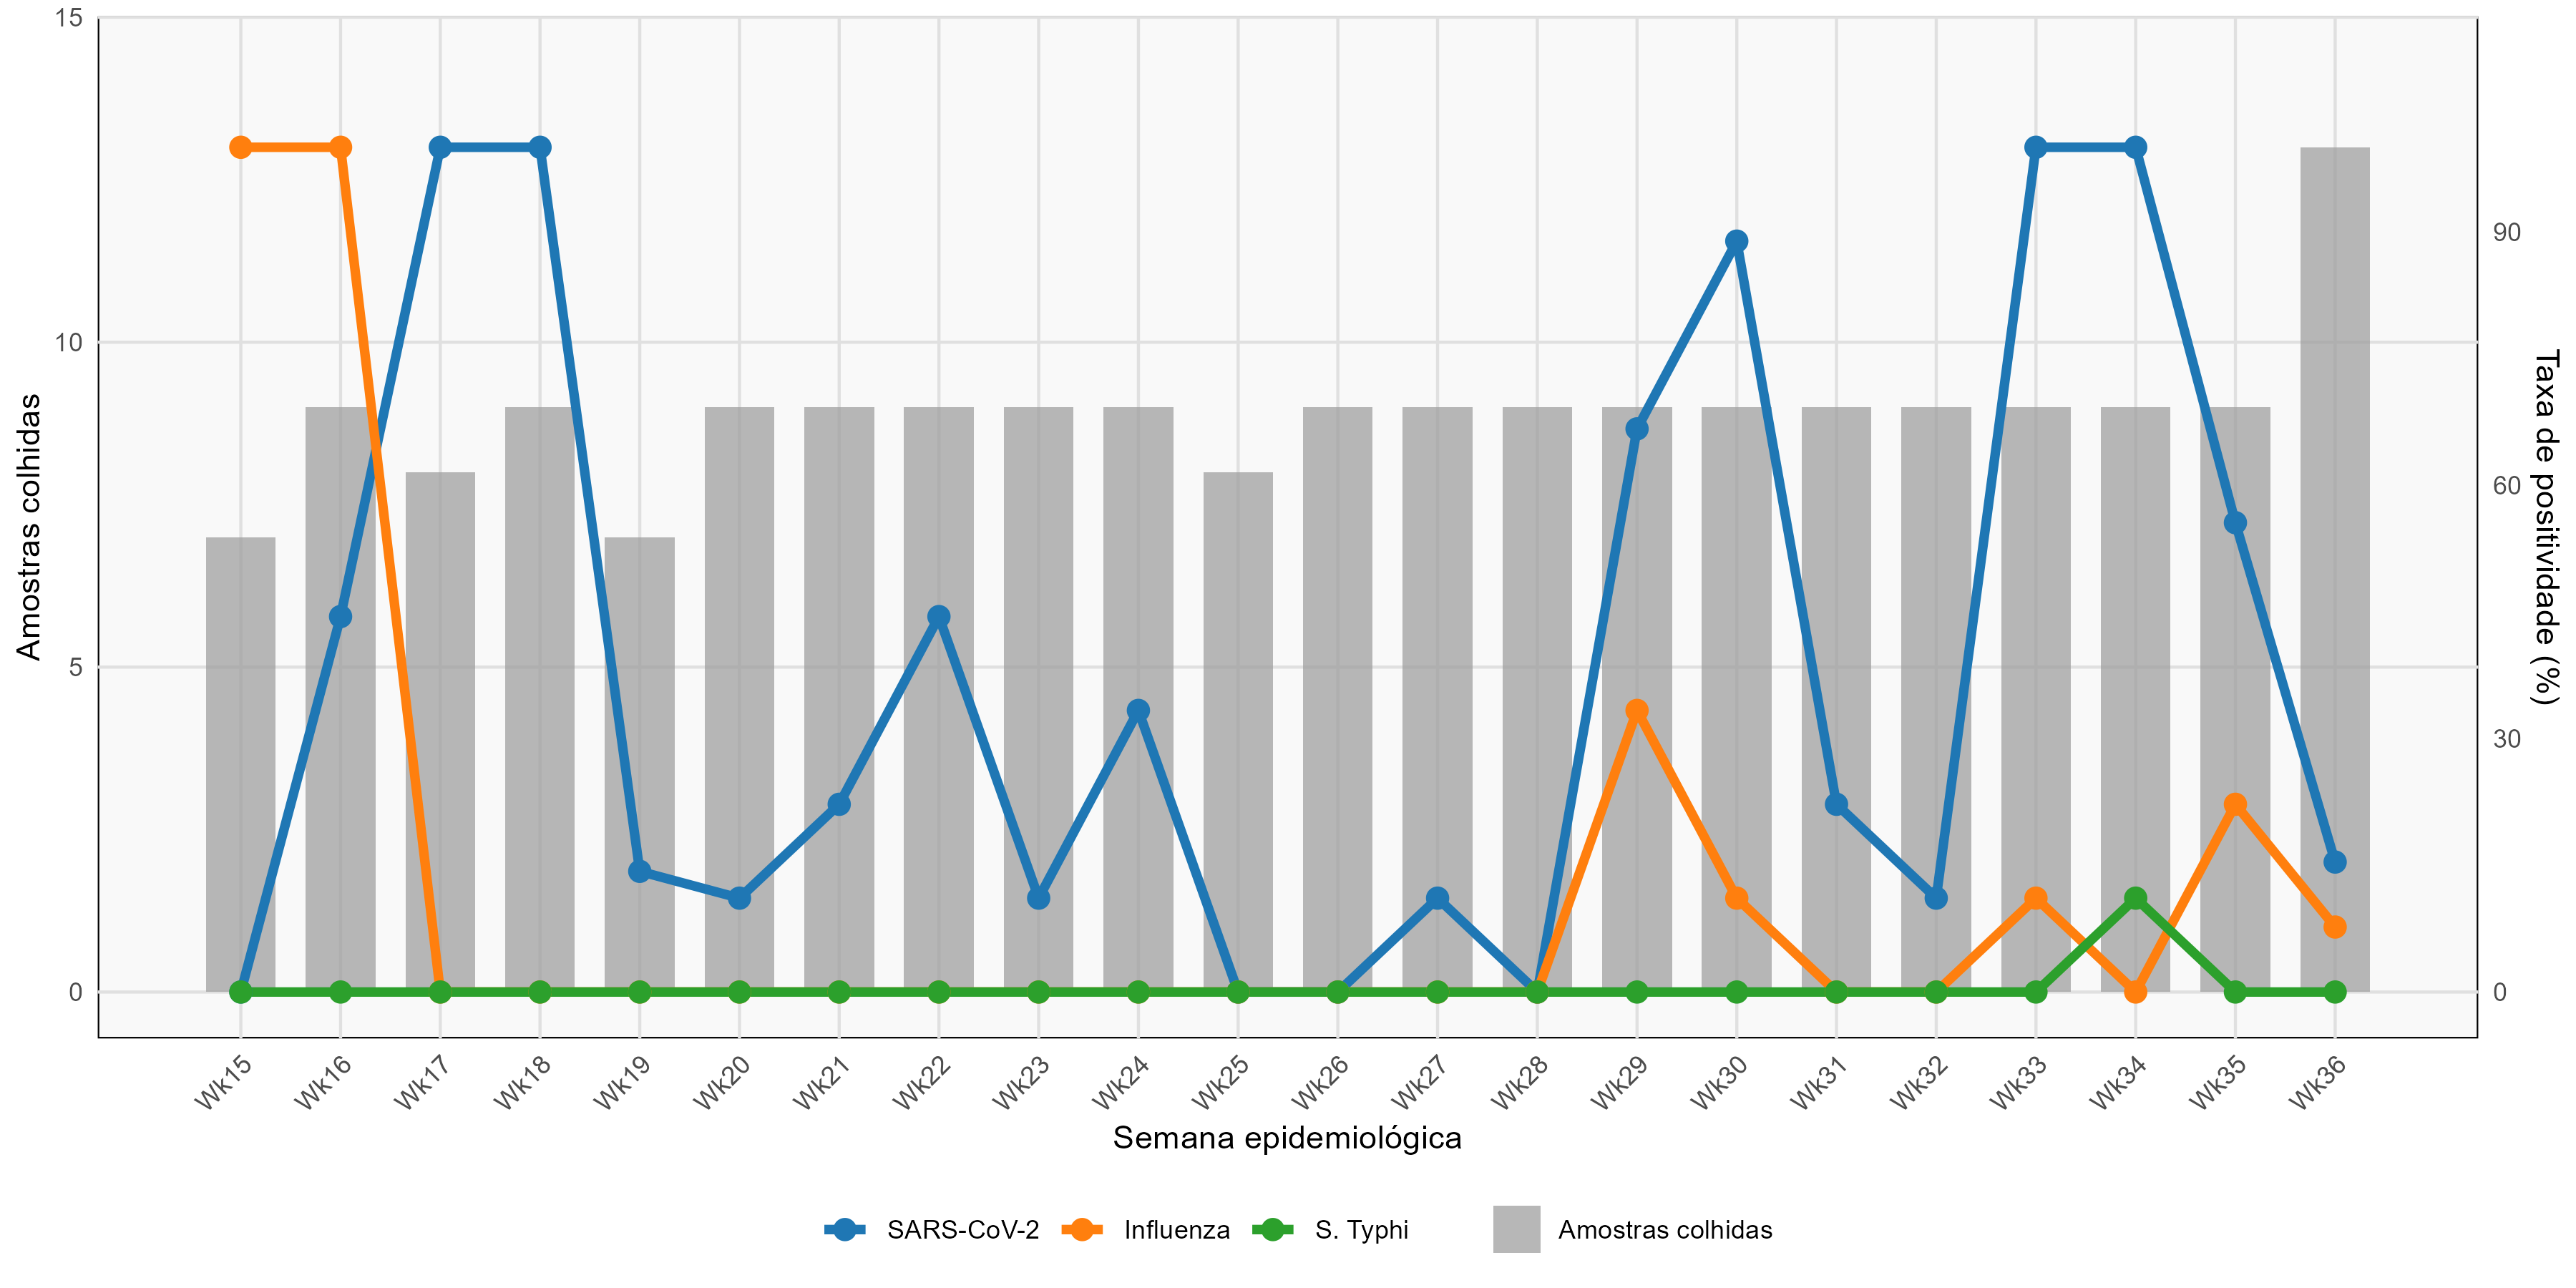 15
10
5
0
Amostras colhidas
90
60
30
0
Taxa de positividade (%)
Wk15 Wk16 Wk17 Wk18 Wk19 Wk20 Wk21 Wk22 Wk23 Wk24 Wk25 Wk26 Wk27 Wk28 Wk29 Wk30 Wk31 Wk32 Wk33 Wk34 Wk35 Wk36
Semana epidemiológica
SARS-CoV-2 Influenza S. Typhi Amostras colhidas